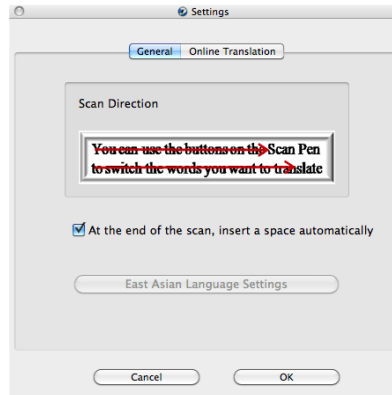 Settings
General Online Translation
Scan Direction
You can use the buttons on the Scan Pen
to switch the words you want to translate
At the end of the scan, insert a space automatically
East Asian Language Settings
Cancel OK